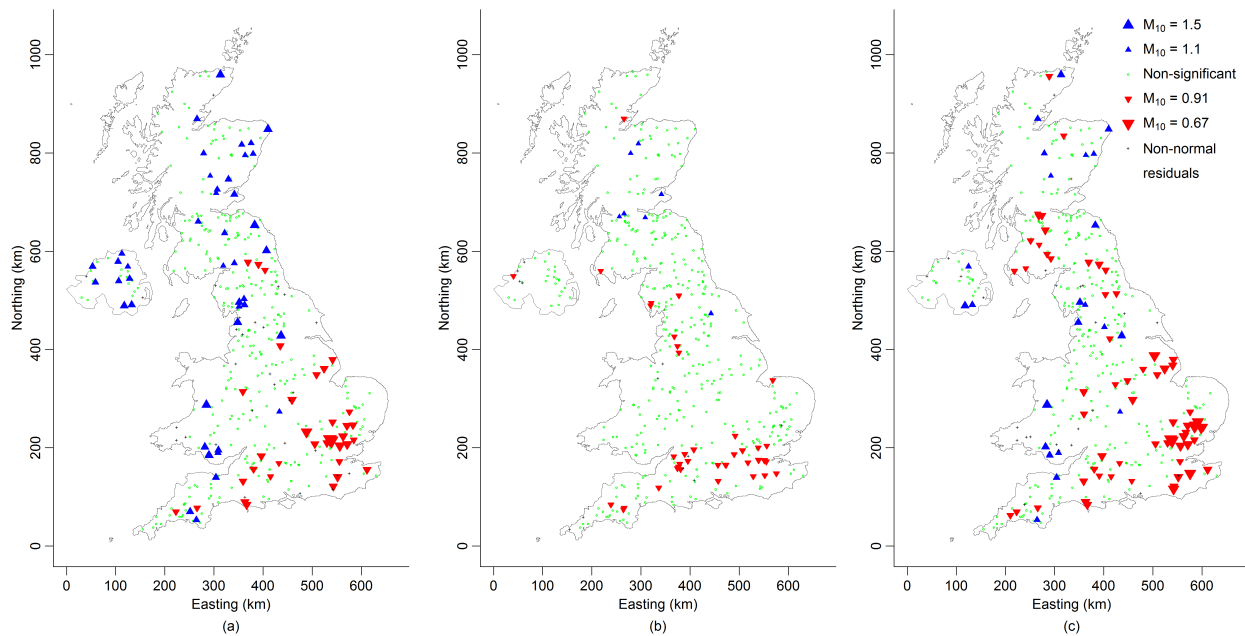 1000
800
600
400
200
0
Northing (km)
0 100 200 300 400 500 600
Easting (km)
(a)
1000
800
600
400
200
0
Northing (km)
0 100 200 300 400 500 600
Easting (km)
(b)
1000
800
600
400
200
0
Northing (km)
0 100 200 300 400 500 600
Easting (km)
(c)
M₁₀ = 1.5
M₁₀ = 1.1
Non-significant
M₁₀ = 0.91
M₁₀ = 0.67
Non-normal
residuals